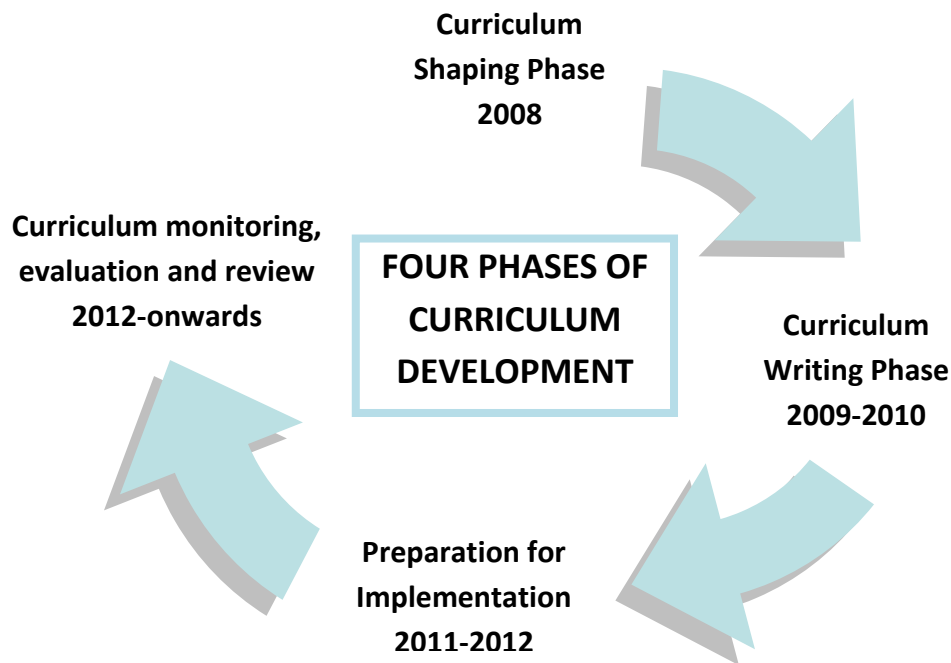 Curriculum
Shaping Phase
2008
Curriculum monitoring,
evaluation and review
2012-onwards
FOUR PHASES OF
CURRICULUM
DEVELOPMENT
Curriculum
Writing Phase
2009-2010
Preparation for
Implementation
2011-2012